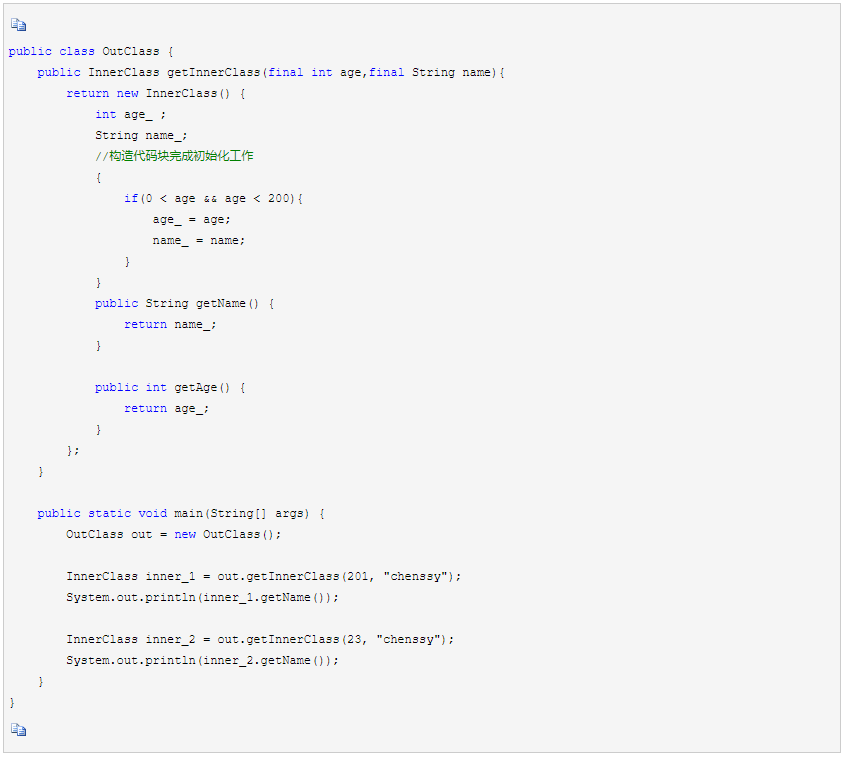 public class OutClass {
    public InnerClass getInnerClass(final int age,final String name){
        return new InnerClass() {
            int age_ ;
            String name_;
            //构造代码块完成初始化工作
            {
                if(0 < age && age < 200){
                    age_ = age;
                    name_ = name;
                }
            }
            public String getName() {
                return name_;
            }

            public int getAge() {
                return age_;
            }
        };
    }

    public static void main(String[] args) {
        OutClass out = new OutClass();

        InnerClass inner_1 = out.getInnerClass(201, "chenssy");
        System.out.println(inner_1.getName());

        InnerClass inner_2 = out.getInnerClass(23, "chenssy");
        System.out.println(inner_2.getName());
    }
}